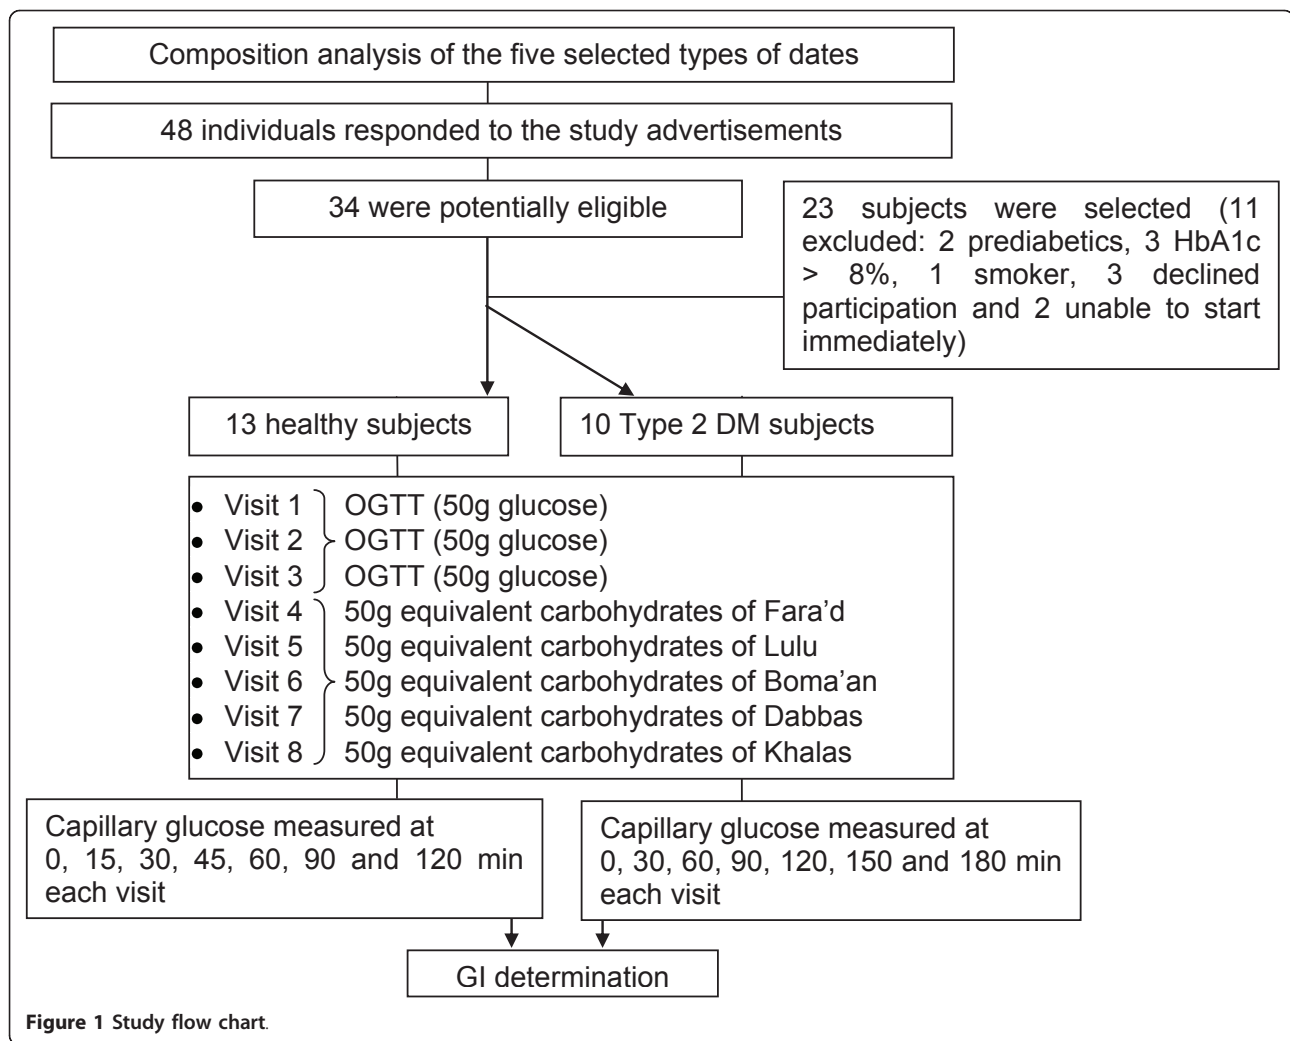 Composition analysis of the five selected types of dates
48 individuals responded to the study advertisements
34 were potentially eligible
23 subjects were selected (11
excluded: 2 prediabetics, 3 HbA1c
> 8%, 1 smoker, 3 declined
participation and 2 unable to start
immediately)
13 healthy subjects
10 Type 2 DM subjects
• Visit 1 OGTT (50g glucose)
• Visit 2 OGTT (50g glucose)
• Visit 3 OGTT (50g glucose)
• Visit 4 50g equivalent carbohydrates of Fara’d
• Visit 5 50g equivalent carbohydrates of Lulu
• Visit 6 50g equivalent carbohydrates of Boma’an
• Visit 7 50g equivalent carbohydrates of Dabbas
• Visit 8 50g equivalent carbohydrates of Khalas
Capillary glucose measured at
0, 15, 30, 45, 60, 90 and 120 min
each visit
Capillary glucose measured at
0, 30, 60, 90, 120, 150 and 180 min
each visit
GI determination
Figure 1 Study flow chart.